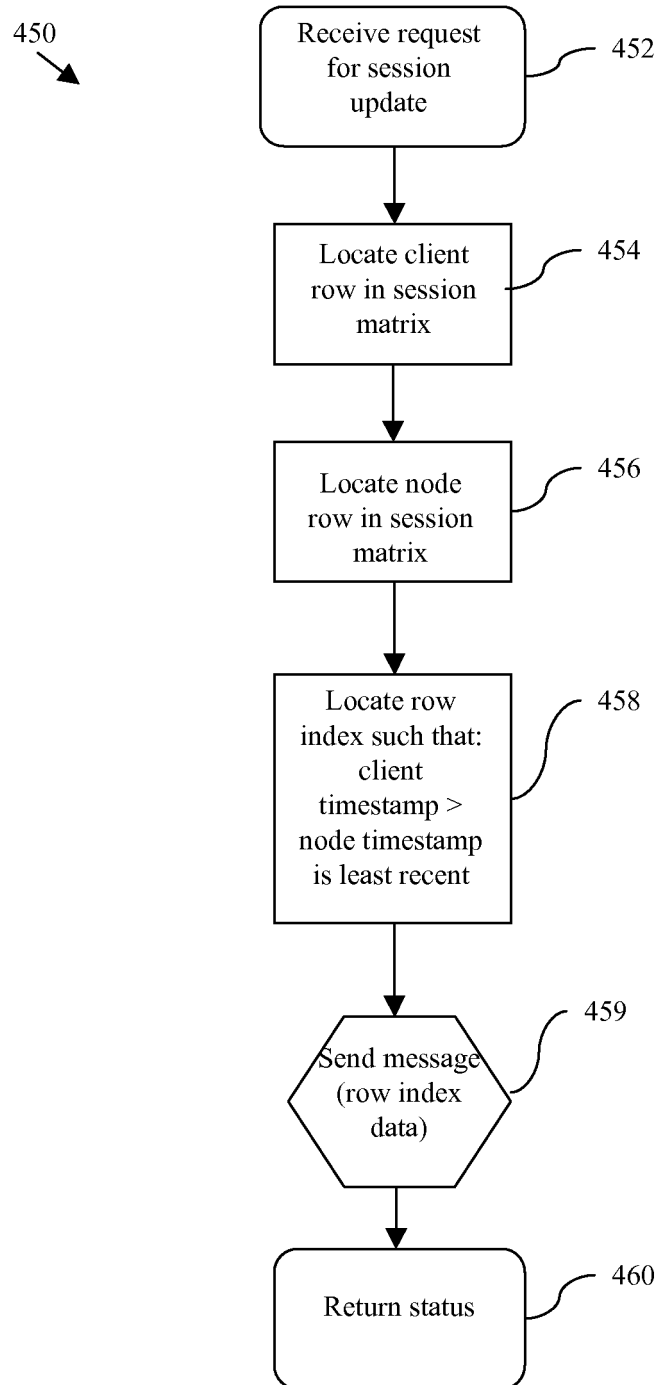 450
Receive request
for session
update
452
Locate client
row in session
matrix
454
Locate node
row in session
matrix
456
Locate row
index such that:
client
timestamp >
node timestamp
is least recent
458
Send message
(row index
data)
459
Return status
460